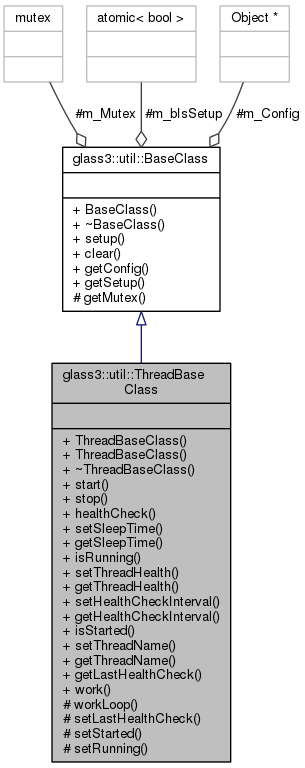 mutex
atomic< bool >
Object *
#m_Mutex
#m_bIsSetup
#m_Config
glass3::util::BaseClass
+ BaseClass()
+ ~BaseClass()
+ setup()
+ clear()
+ getConfig()
+ getSetup()
# getMutex()
glass3::util::ThreadBase
Class
+ ThreadBaseClass()
+ ThreadBaseClass()
+ ~ThreadBaseClass()
+ start()
+ stop()
+ healthCheck()
+ setSleepTime()
+ getSleepTime()
+ isRunning()
+ setThreadHealth()
+ getThreadHealth()
+ setHealthCheckInterval()
+ getHealthCheckInterval()
+ isStarted()
+ setThreadName()
+ getThreadName()
+ getLastHealthCheck()
+ work()
# workLoop()
# setLastHealthCheck()
# setStarted()
# setRunning()